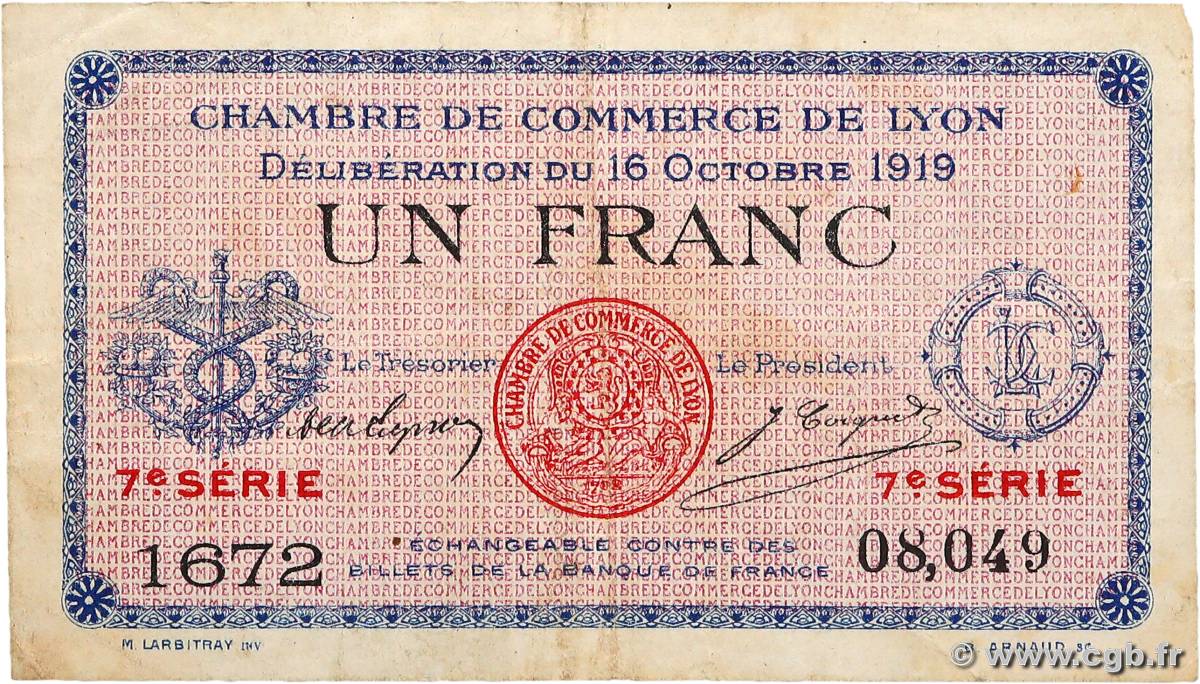 CHAMBRE DE COMMERCE DE LYON
DÉLIBÉRATION DU 16 OCTOBRE 1919
UN FRANC
CHAMBRE DE COMMERCE DE LYON
Le Trésorier
Le Président
7e SÉRIE
7e SÉRIE
1672
ÉCHANGEABLE CONTRE DES
BILLETS DE LA BANQUE DE FRANCE
08,049
M. LARBITRAY INV.
ARNAUD SC.
© www.cgb.fr